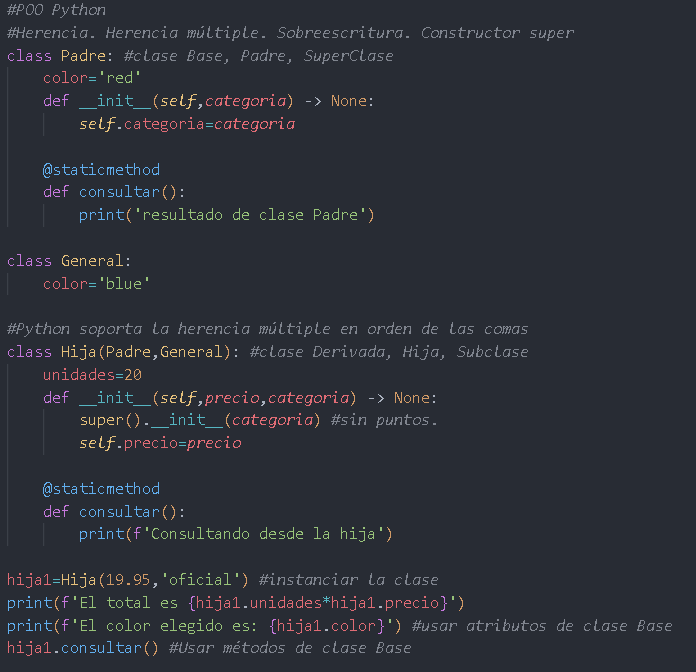 #POO Python
#Herencia. Herencia múltiple. Sobreescritura. Constructor super
class Padre: #clase Base, Padre, SuperClase
    color='red'
    def __init__(self,categoria) -> None:
        self.categoria=categoria

    @staticmethod
    def consultar():
        print('resultado de clase Padre')

class General:
    color='blue'

#Python soporta la herencia múltiple en orden de las comas
class Hija(Padre,General): #clase Derivada, Hija, Subclase
    unidades=20
    def __init__(self,precio,categoria) -> None:
        super().__init__(categoria) #sin puntos.
        self.precio=precio

    @staticmethod
    def consultar():
        print(f'Consultando desde la hija')

hija1=Hija(19.95,'oficial') #instanciar la clase
print(f'El total es {hija1.unidades*hija1.precio}')
print(f'El color elegido es: {hija1.color}') #usar atributos de clase Base
hija1.consultar() #Usar métodos de clase Base